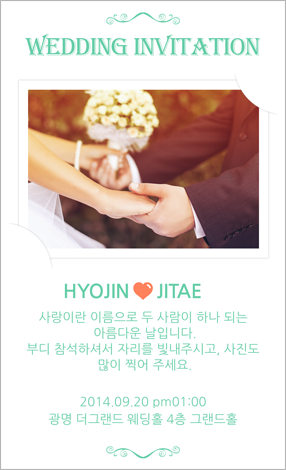 WEDDING INVITATION
HYOJIN JITAE
사랑이란 이름으로 두 사람이 하나 되는
아름다운 날입니다.
부디 참석하셔서 자리를 빛내주시고, 사진도
많이 찍어 주세요.
2014.09.20 pm01:00
광명 더그랜드 웨딩홀 4층 그랜드홀